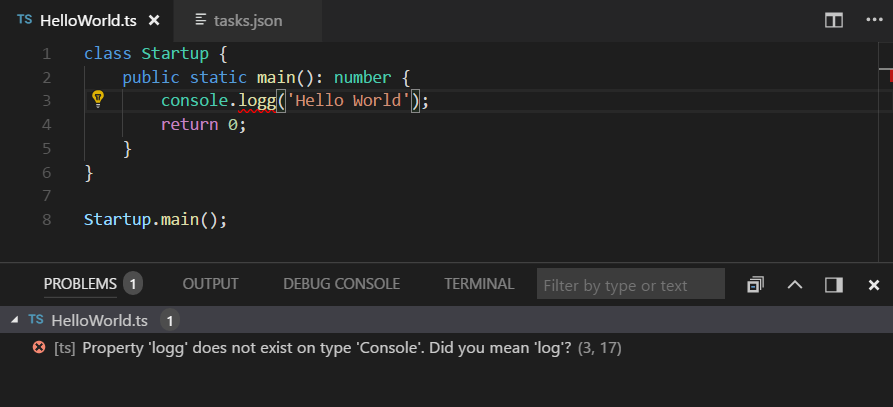 TS HelloWorld.ts × tasks.json
1 class Startup {
2 public static main(): number {
3 console.logg('Hello World');
4 return 0;
5 }
6 }
7
8 Startup.main();
PROBLEMS 1 OUTPUT DEBUG CONSOLE TERMINAL Filter by type or text
TS HelloWorld.ts 1
[ts] Property 'logg' does not exist on type 'Console'. Did you mean 'log'? (3, 17)